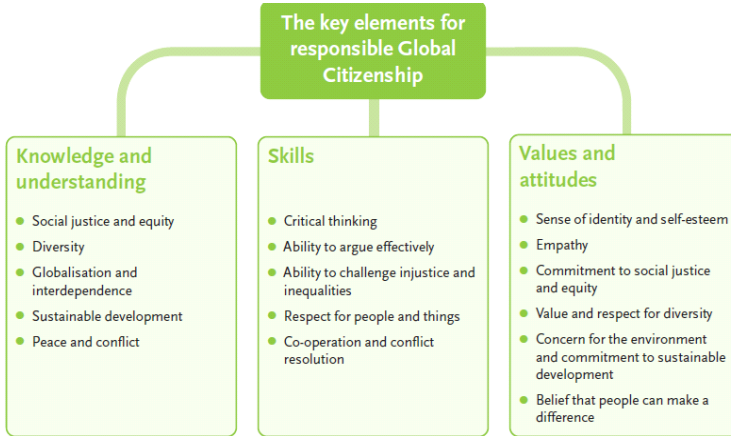 The key elements for
responsible Global
Citizenship
Knowledge and
understanding
Social justice and equity
Diversity
Globalisation and
interdependence
Sustainable development
Peace and conflict
Skills
Critical thinking
Ability to argue effectively
Ability to challenge injustice and
inequalities
Respect for people and things
Co-operation and conflict
resolution
Values and
attitudes
Sense of identity and self-esteem
Empathy
Commitment to social justice
and equity
Value and respect for diversity
Concern for the environment
and commitment to sustainable
development
Belief that people can make a
difference